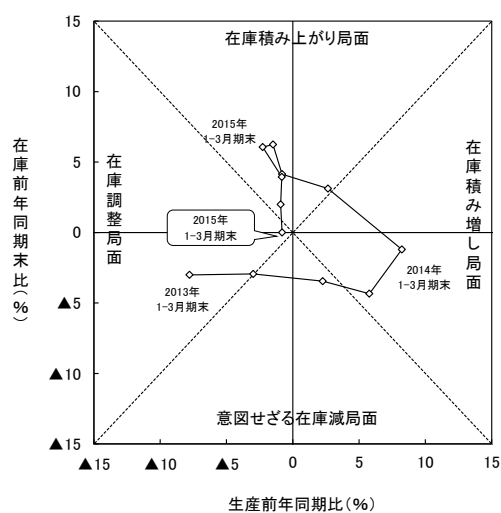 在庫積み上がり局面
15
10
5
0
▲5
▲10
▲15
在庫前年同期末比(%)
在庫調整局面
在庫積み増し局面
2015年
1-3月期末
2015年
1-3月期末
2013年
1-3月期末
2014年
1-3月期末
意図せざる在庫減局面
▲15
▲10
▲5
0
5
10
15
生産前年同期比(%)